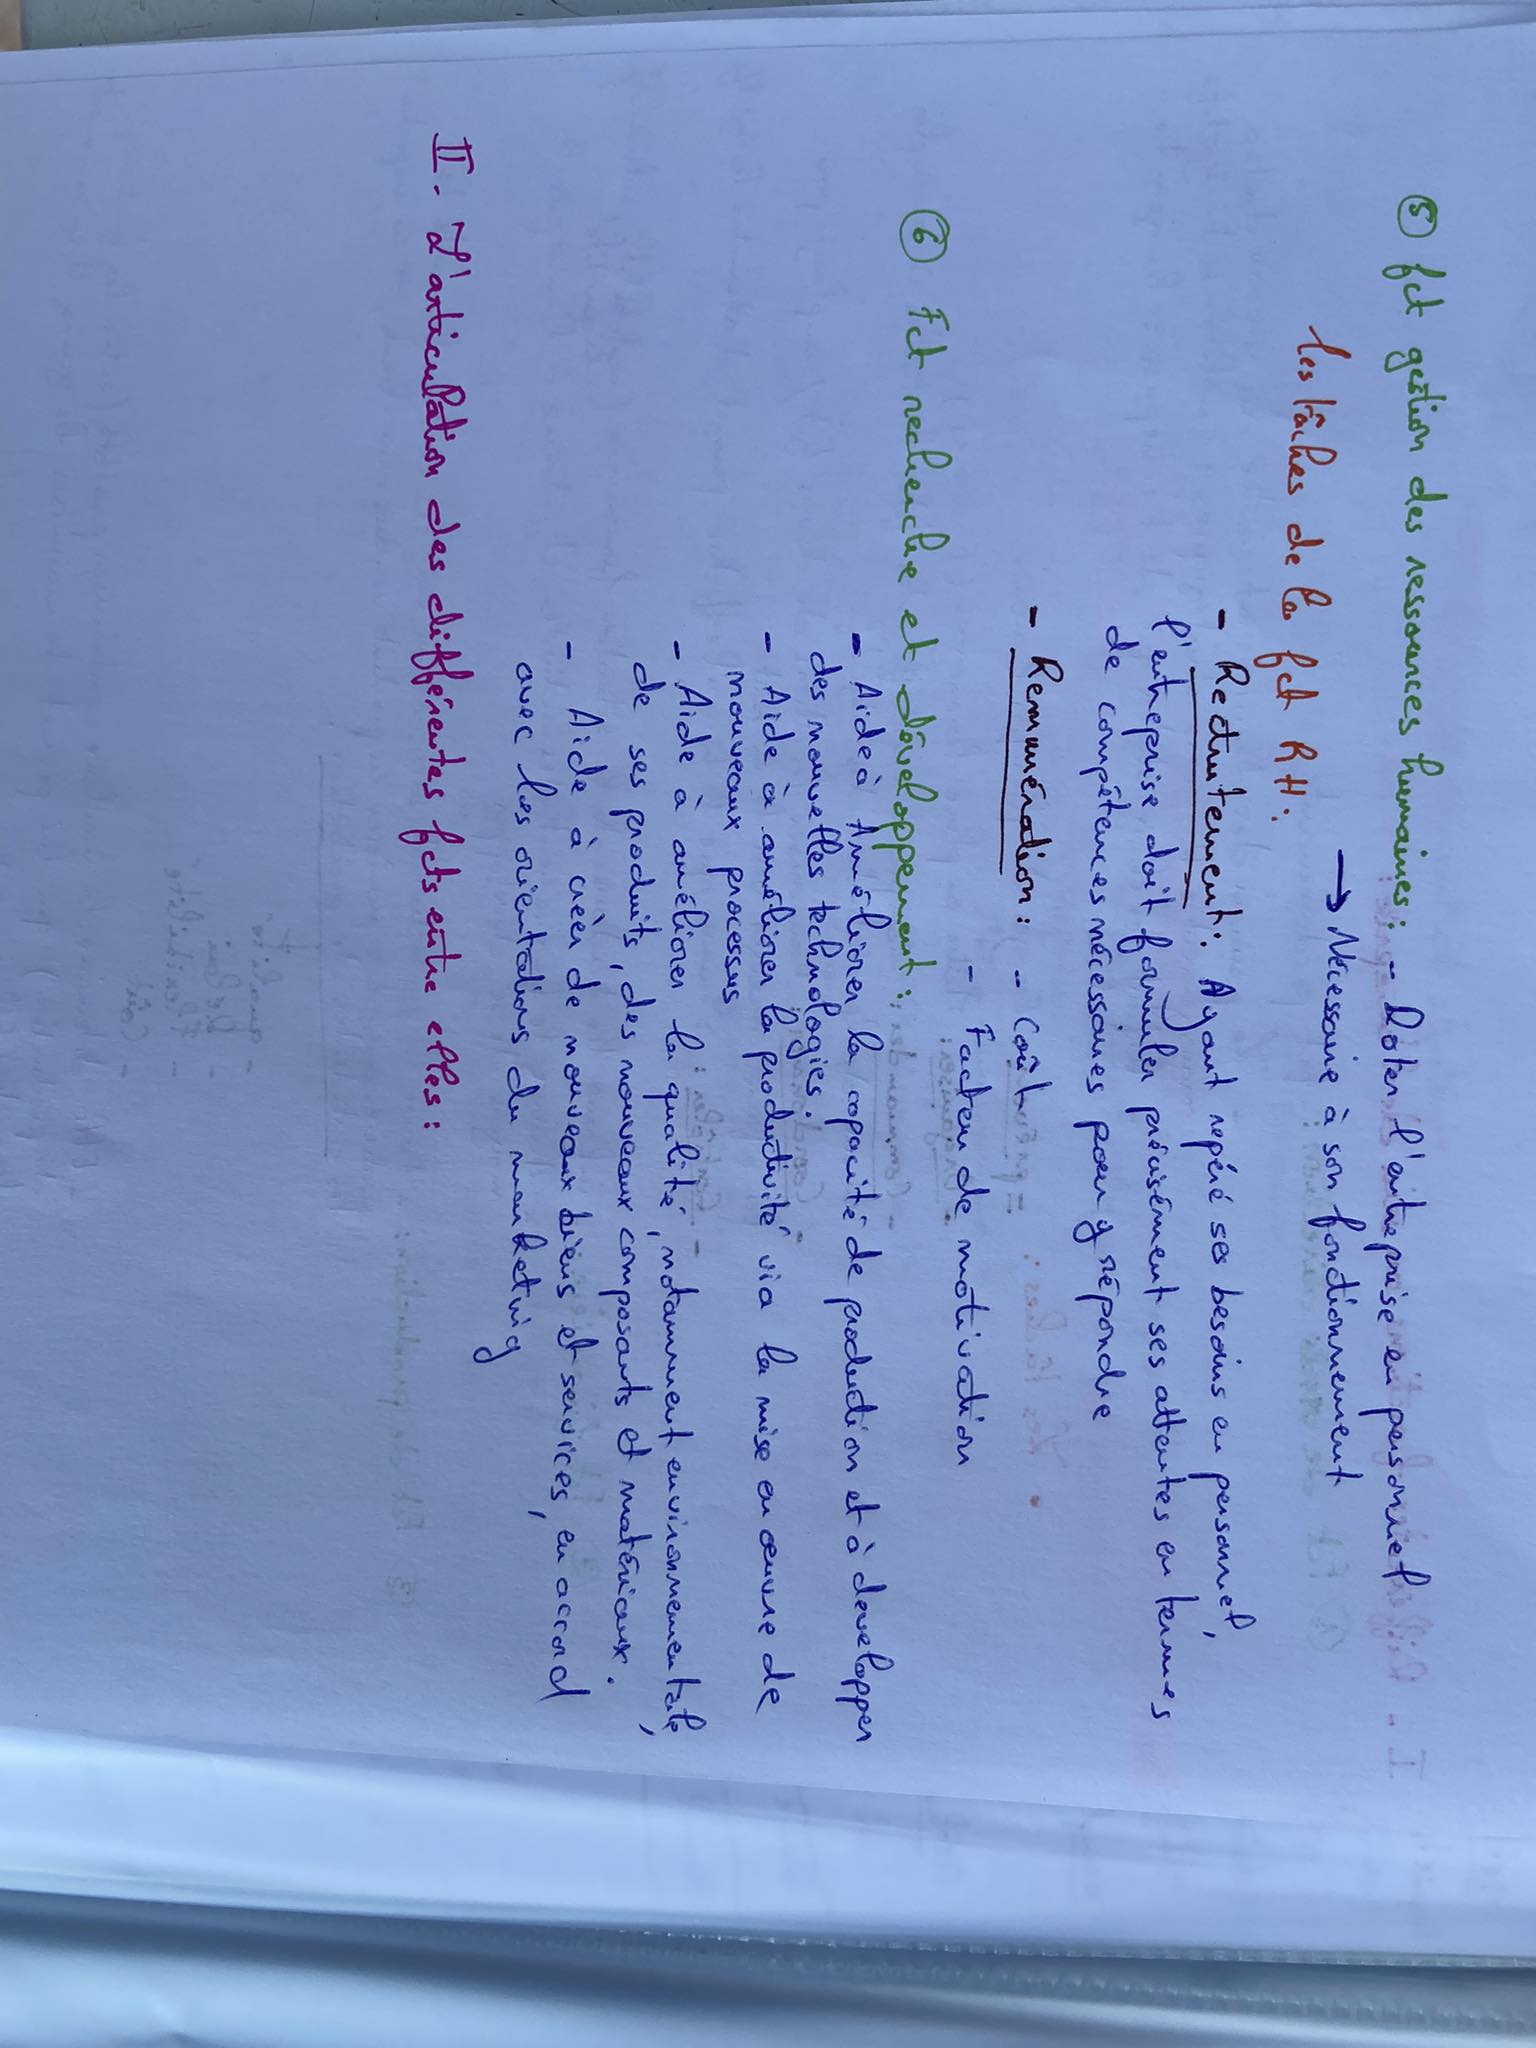 ⑤ fct gestion des ressources humaines: - Doter l'entreprise en personnel
→ Nécessaire à son fonctionnement
les tâches de la fct RH:
- Recrutement: Ayant repéré ses besoins en personnel,
l'entreprise doit formuler précisément ses attentes en termes
de compétences nécessaires pour y répondre
- Remunération: - Coût
- Facteur de motivation
⑥ Fct recherche et développement:
- Aide à Améliorer la capacité de production et à developper
des nouvelles technologies.
- Aide à améliorer la productivité via la mise en œuvre de
nouveaux processus
- Aide à améliorer la qualité, notamment environnementale,
de ses produits, des nouveaux composants et matériaux.
- Aide à créer de nouveaux biens et services, en accord
avec les orientations du marketing
II. L'articulation des différentes fcts entre elles: